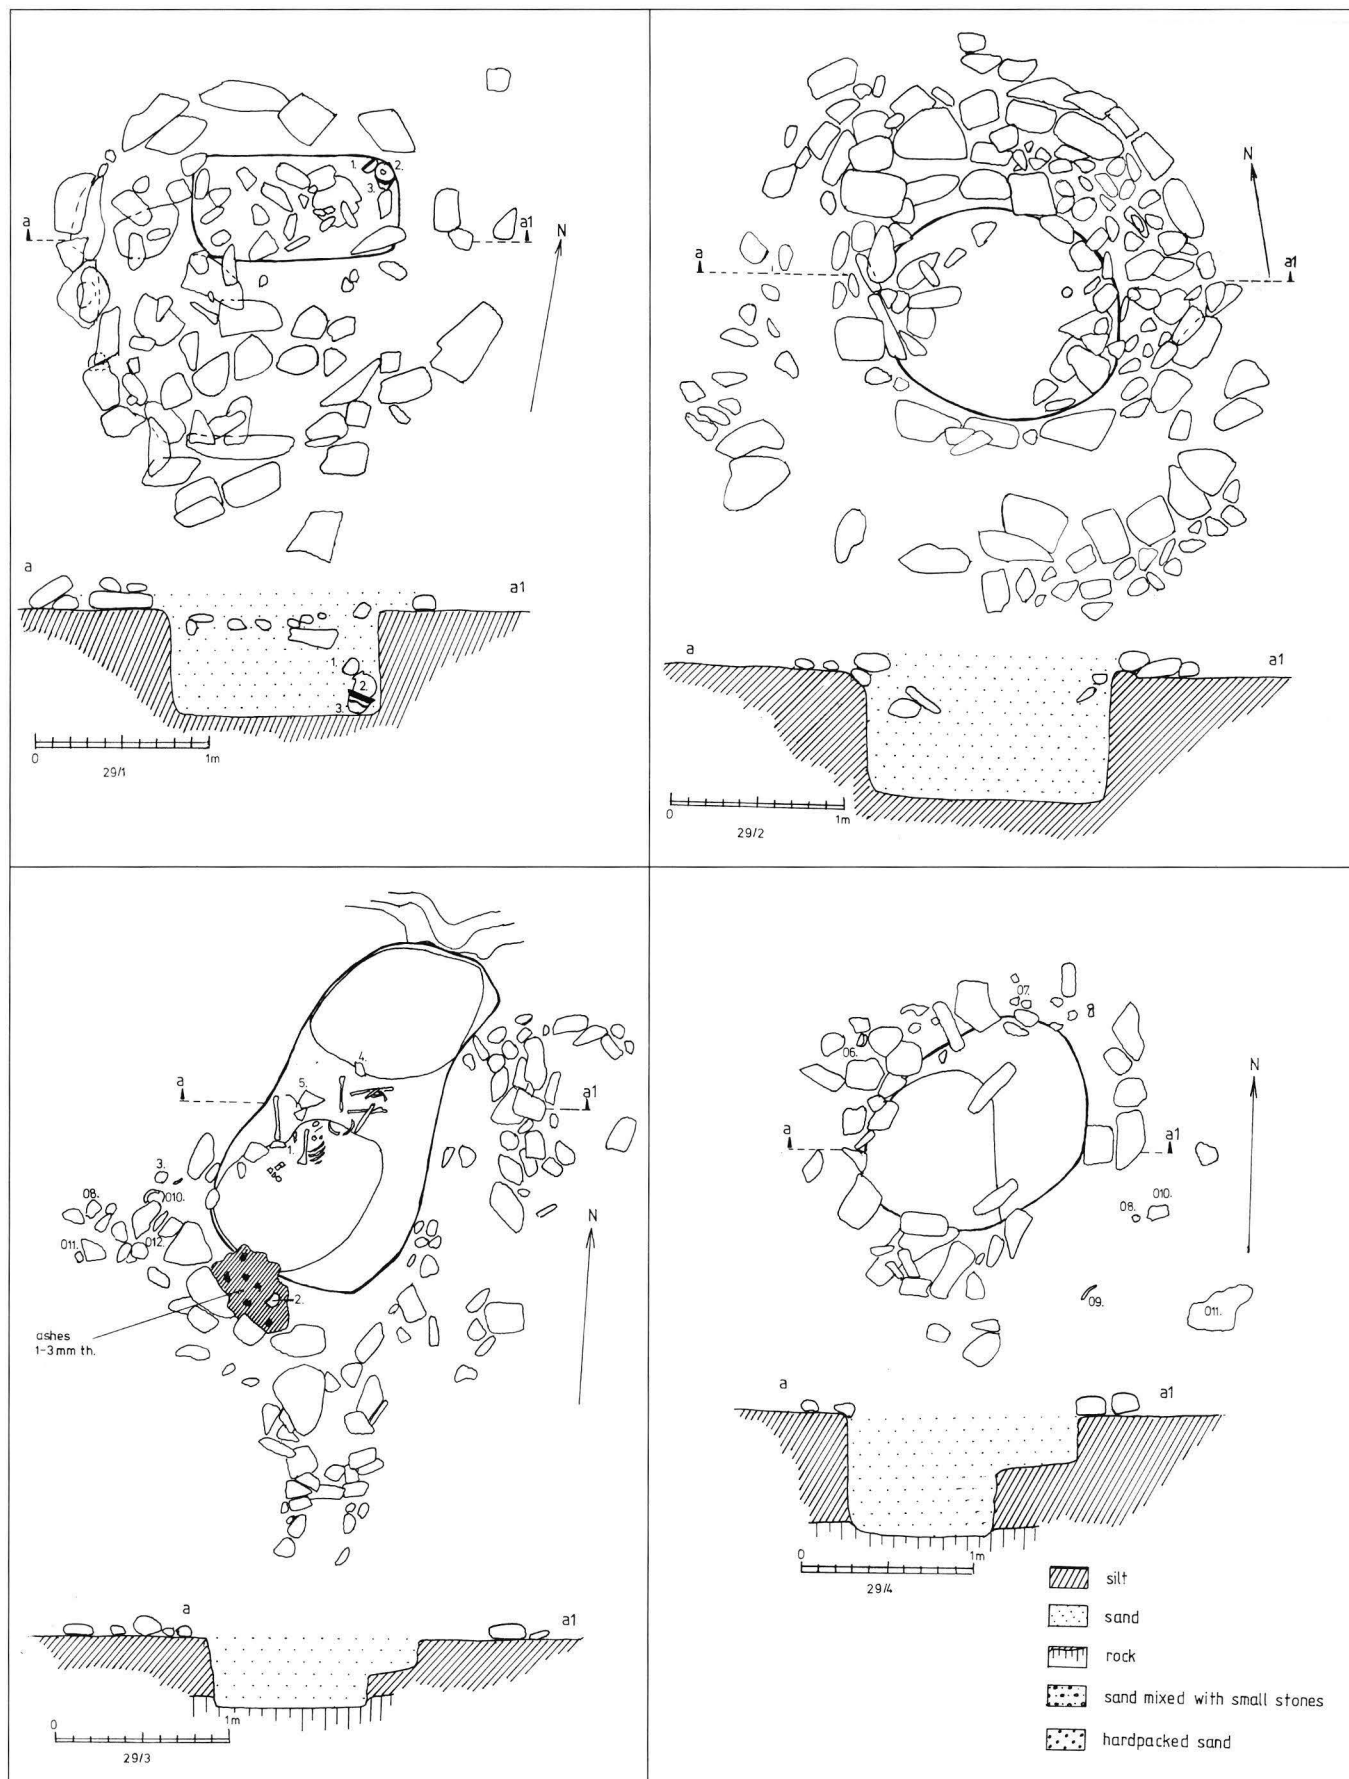 1. 2.
3.
a a1
N
a a1
1.
2.
3.
0 1m
29/1
N
a a1
a a1
0 1m
29/2
4.
a 5. a1
1.
3.
08. 010.
011. 012.
N
2.
ashes
1-3mm th.
a a1
0 1m
29/3
07.
06.
N
a a1
08. 010.
09. 011.
a a1
0 1m
29/4
silt
sand
rock
sand mixed with small stones
hardpacked sand